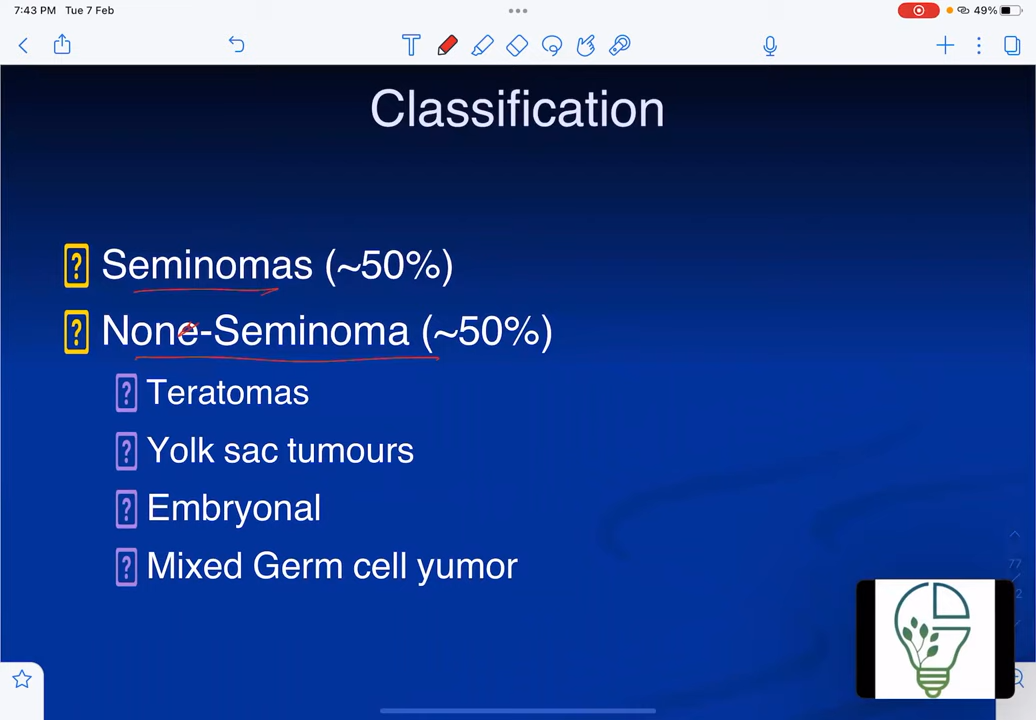 7:43 PM Tue 7 Feb
49%
Classification
Seminomas (~50%)
None-Seminoma (~50%)
Teratomas
Yolk sac tumours
Embryonal
Mixed Germ cell yumor
77